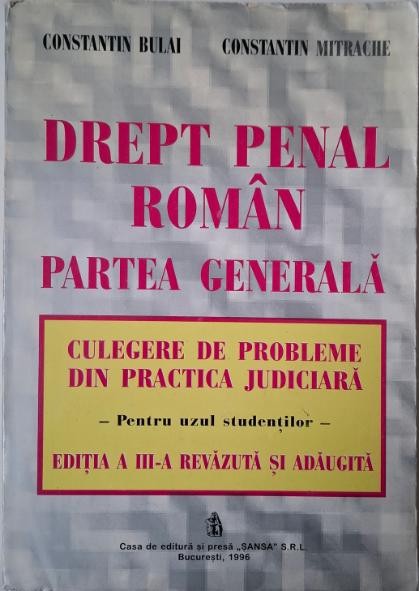 CONSTANTIN BULAI CONSTANTIN MITRACHE
DREPT PENAL
ROMÂN
PARTEA GENERALĂ
CULEGERE DE PROBLEME
DIN PRACTICA JUDICIARĂ
– Pentru uzul studenţilor –
EDIŢIA A III-A REVĂZUTĂ ŞI ADĂUGITĂ
Casa de editură şi presă „ŞANSA” S.R.L.
Bucureşti, 1996